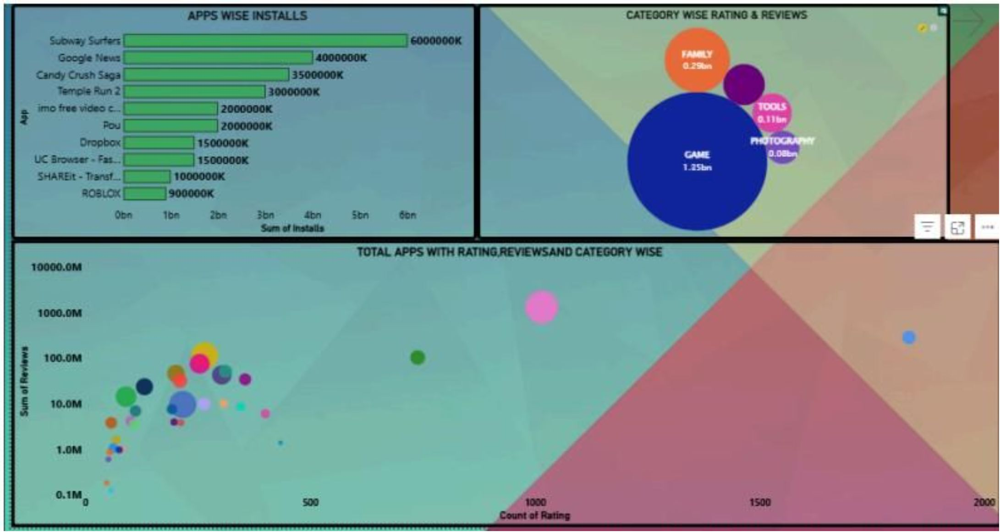 APPS WISE INSTALLS
App
Subway Surfers 6000000K
Google News 4000000K
Candy Crush Saga 3500000K
Temple Run 2 3000000K
imo free video c... 2000000K
Pou 2000000K
Dropbox 1500000K
UC Browser - Fas... 1500000K
SHAREit - Transf... 1000000K
ROBLOX 900000K
0bn 1bn 2bn 3bn 4bn 5bn 6bn
Sum of Installs
CATEGORY WISE RATING & REVIEWS
FAMILY
0.29bn
TOOLS
0.11bn
PHOTOGRAPHY
0.08bn
GAME
1.25bn
TOTAL APPS WITH RATING,REVIEWSAND CATEGORY WISE
Sum of Reviews
10000.0M
1000.0M
100.0M
10.0M
1.0M
0.1M
0 500 1000 1500 2000
Count of Rating